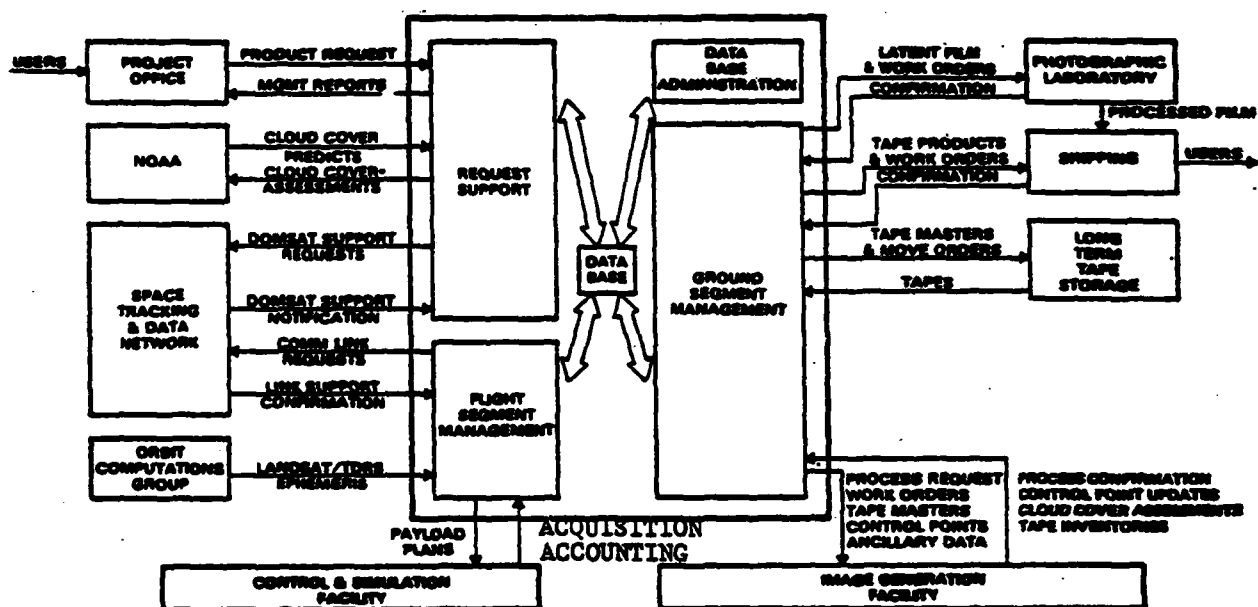 USERS
PROJECT
OFFICE
PRODUCT REQUEST
MGMT REPORTS
NOAA
CLOUD COVER
PREDICTS
CLOUD COVER-
ASSESSMENTS
SPACE
TRACKING
& DATA
NETWORK
DOMSAT SUPPORT
REQUESTS
DOMSAT SUPPORT
NOTIFICATION
COMM LINK
REQUESTS
LINK SUPPORT
CONFIRMATION
ORBIT
COMPUTATIONS
GROUP
LANDSAT/TDRS
EPHEMERIS
REQUEST
SUPPORT
FLIGHT
SEGMENT
MANAGEMENT
DATA
BASE
DATA
BASE
ADMINISTRATION
GROUND
SEGMENT
MANAGEMENT
LATENT FILM
& WORK ORDERS
CONFIRMATION
PHOTOGRAPHIC
LABORATORY
PROCESSED FILM
TAPE PRODUCTS
& WORK ORDERS
CONFIRMATION
SHIPPING
USERS
TAPE MASTERS
& MOVE ORDERS
TAPES
LONG
TERM
TAPE
STORAGE
PAYLOAD
PLANS
ACQUISITION
ACCOUNTING
PROCESS REQUEST
WORK ORDERS
TAPE MASTERS
CONTROL POINTS
ANCILLARY DATA
PROCESS CONFIRMATION
CONTROL POINT UPDATES
CLOUD COVER ASSESSMENTS
TAPE INVENTORIES
CONTROL & SIMULATION
FACILITY
IMAGE GENERATION
FACILITY